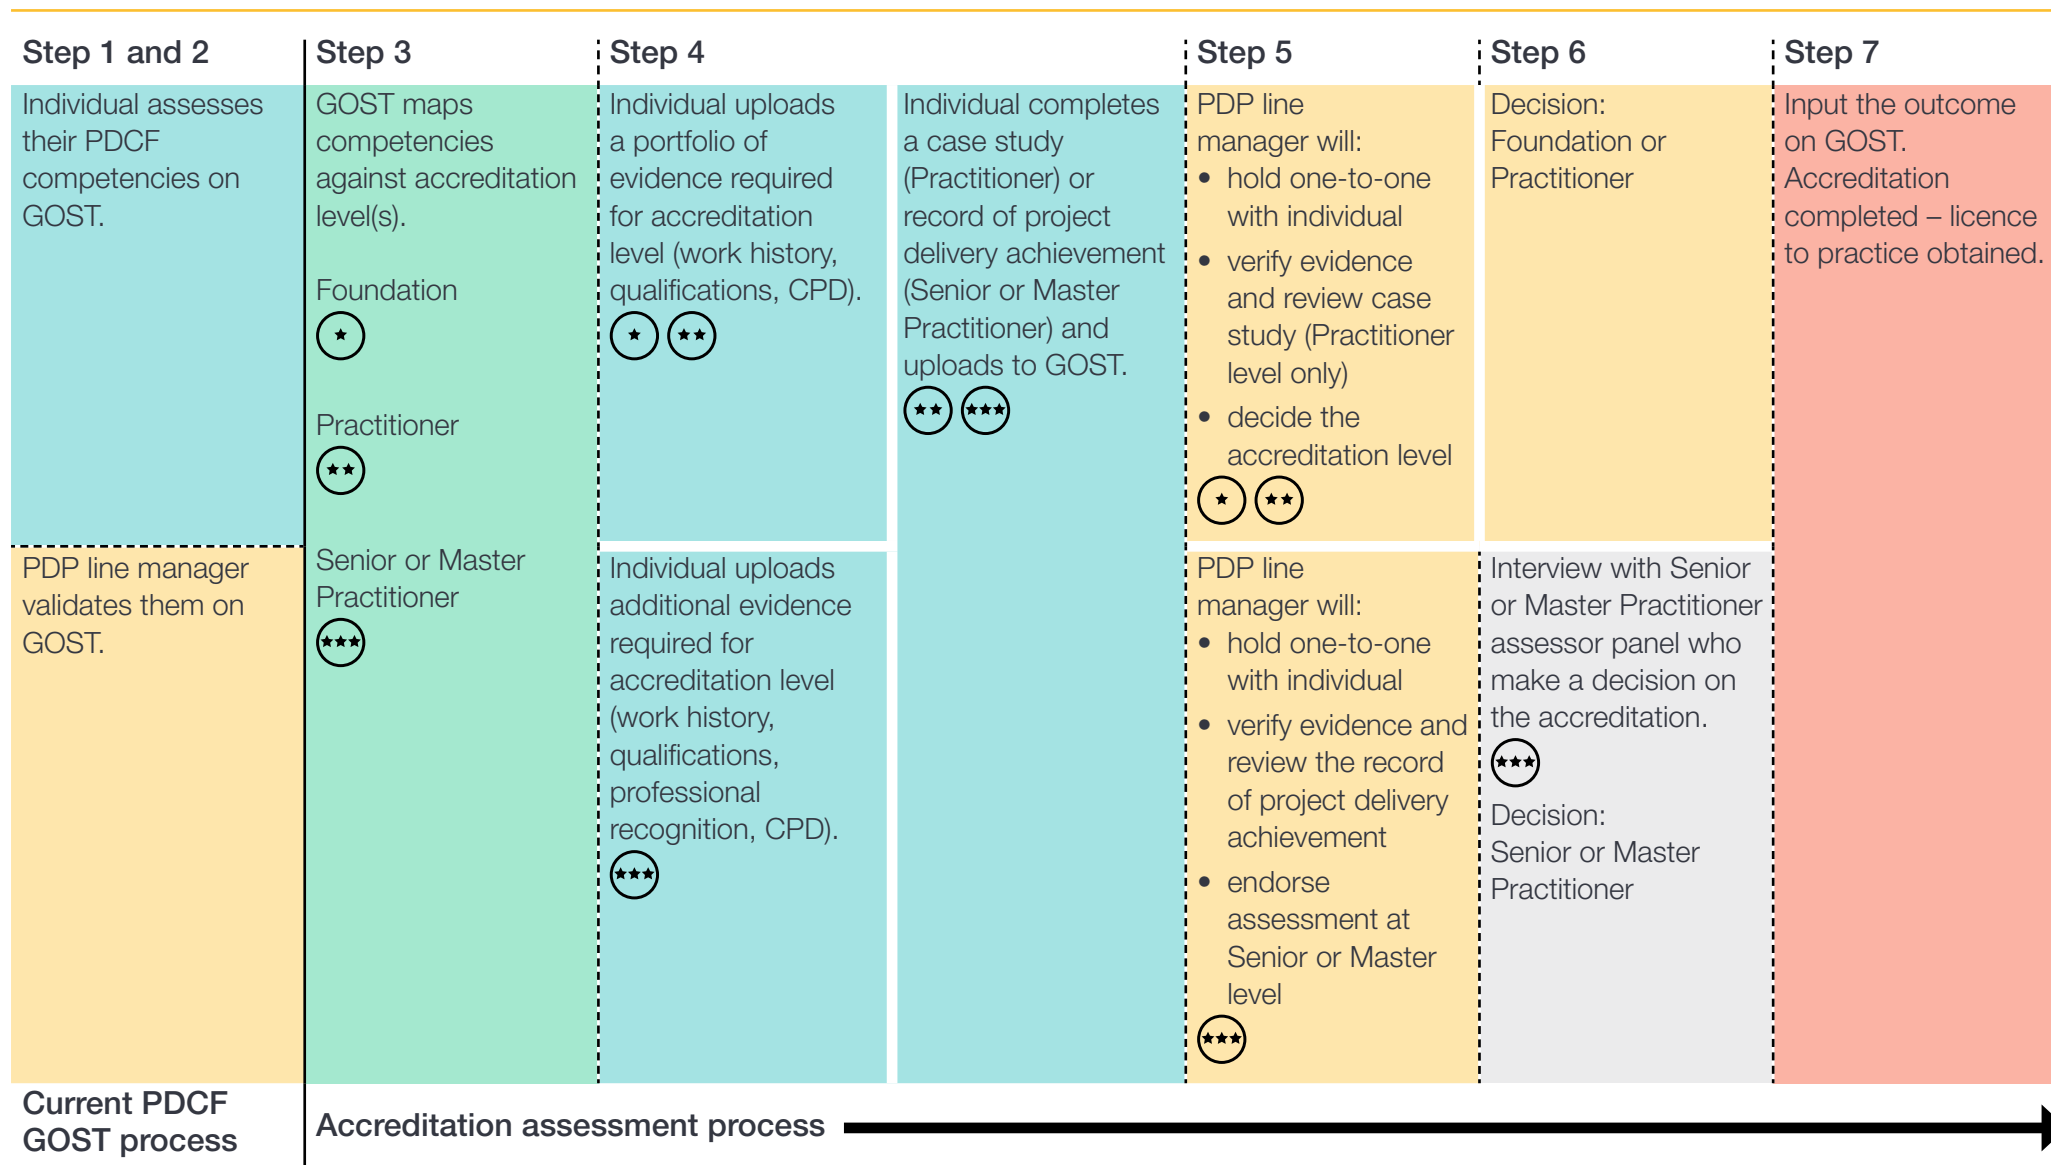 Step 1 and 2
Individual assesses
their PDCF
competencies on
GOST.
PDP line manager
validates them on
GOST.
Current PDCF
GOST process
Step 3
GOST maps
competencies
against accreditation
level(s).
Foundation
Practitioner
Senior or Master
Practitioner
Step 4
Individual uploads
a portfolio of
evidence required
for accreditation
level (work history,
qualifications, CPD).
Individual uploads
additional evidence
required for
accreditation level
(work history,
qualifications,
professional
recognition, CPD).
Individual completes
a case study
(Practitioner) or
record of project
delivery achievement
(Senior or Master
Practitioner) and
uploads to GOST.
Step 5
PDP line
manager will:
• hold one-to-one
with individual
• verify evidence
and review case
study (Practitioner
level only)
• decide the
accreditation level
PDP line
manager will:
• hold one-to-one
with individual
• verify evidence and
review the record
of project delivery
achievement
• endorse
assessment at
Senior or Master
level
Step 6
Decision:
Foundation or
Practitioner
Interview with Senior
or Master Practitioner
assessor panel who
make a decision on
the accreditation.
Decision:
Senior or Master
Practitioner
Step 7
Input the outcome
on GOST.
Accreditation
completed – licence
to practice obtained.
Accreditation assessment process